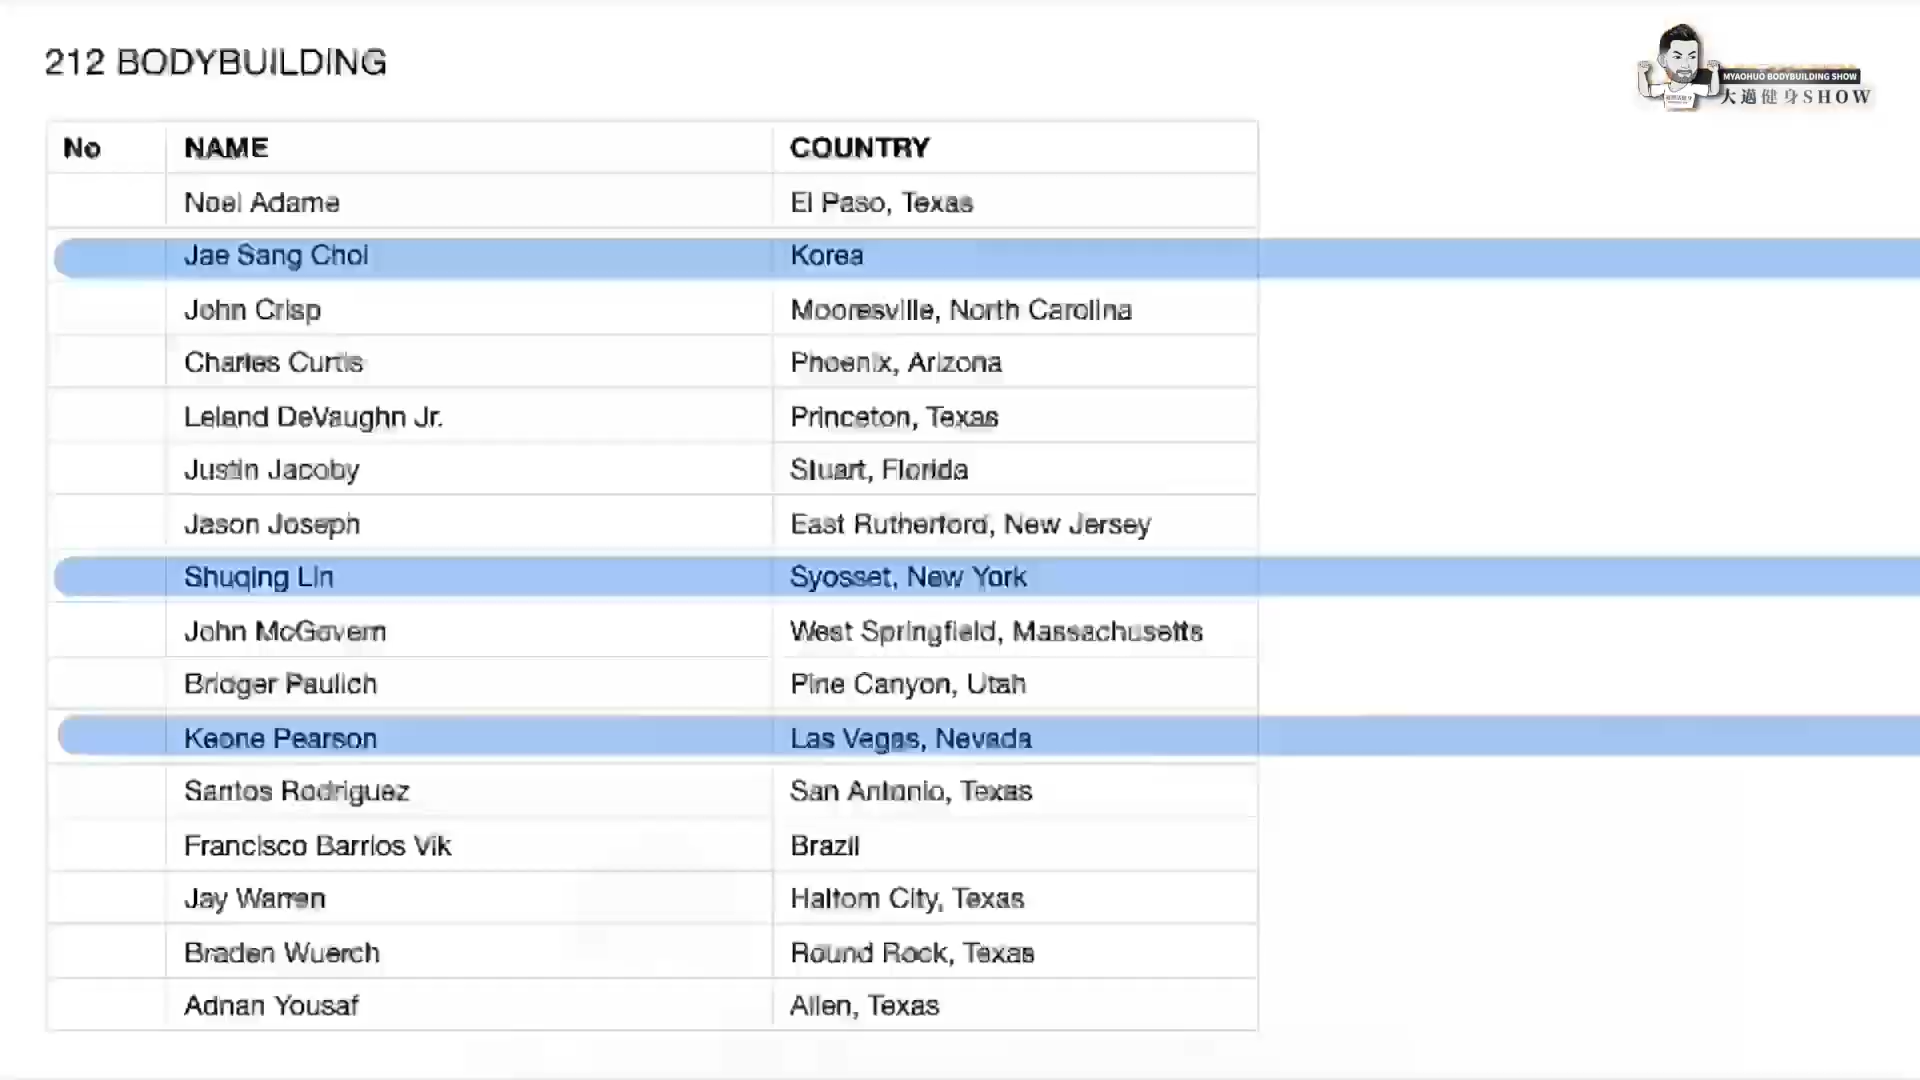 212 BODYBUILDING
MYAOHUO BODYBUILDING SHOW
大邁健身SHOW
No NAME COUNTRY
Noel Adame El Paso, Texas
Jae Sang Choi Korea
John Crisp Mooresville, North Carolina
Charles Curtis Phoenix, Arizona
Leland DeVaughn Jr. Princeton, Texas
Justin Jacoby Stuart, Florida
Jason Joseph East Rutherford, New Jersey
Shuqing Lin Syosset, New York
John McGovern West Springfield, Massachusetts
Bridger Paulich Pine Canyon, Utah
Keone Pearson Las Vegas, Nevada
Santos Rodriguez San Antonio, Texas
Francisco Barrios Vik Brazil
Jay Warren Haltom City, Texas
Braden Wuerch Round Rock, Texas
Adnan Yousaf Allen, Texas